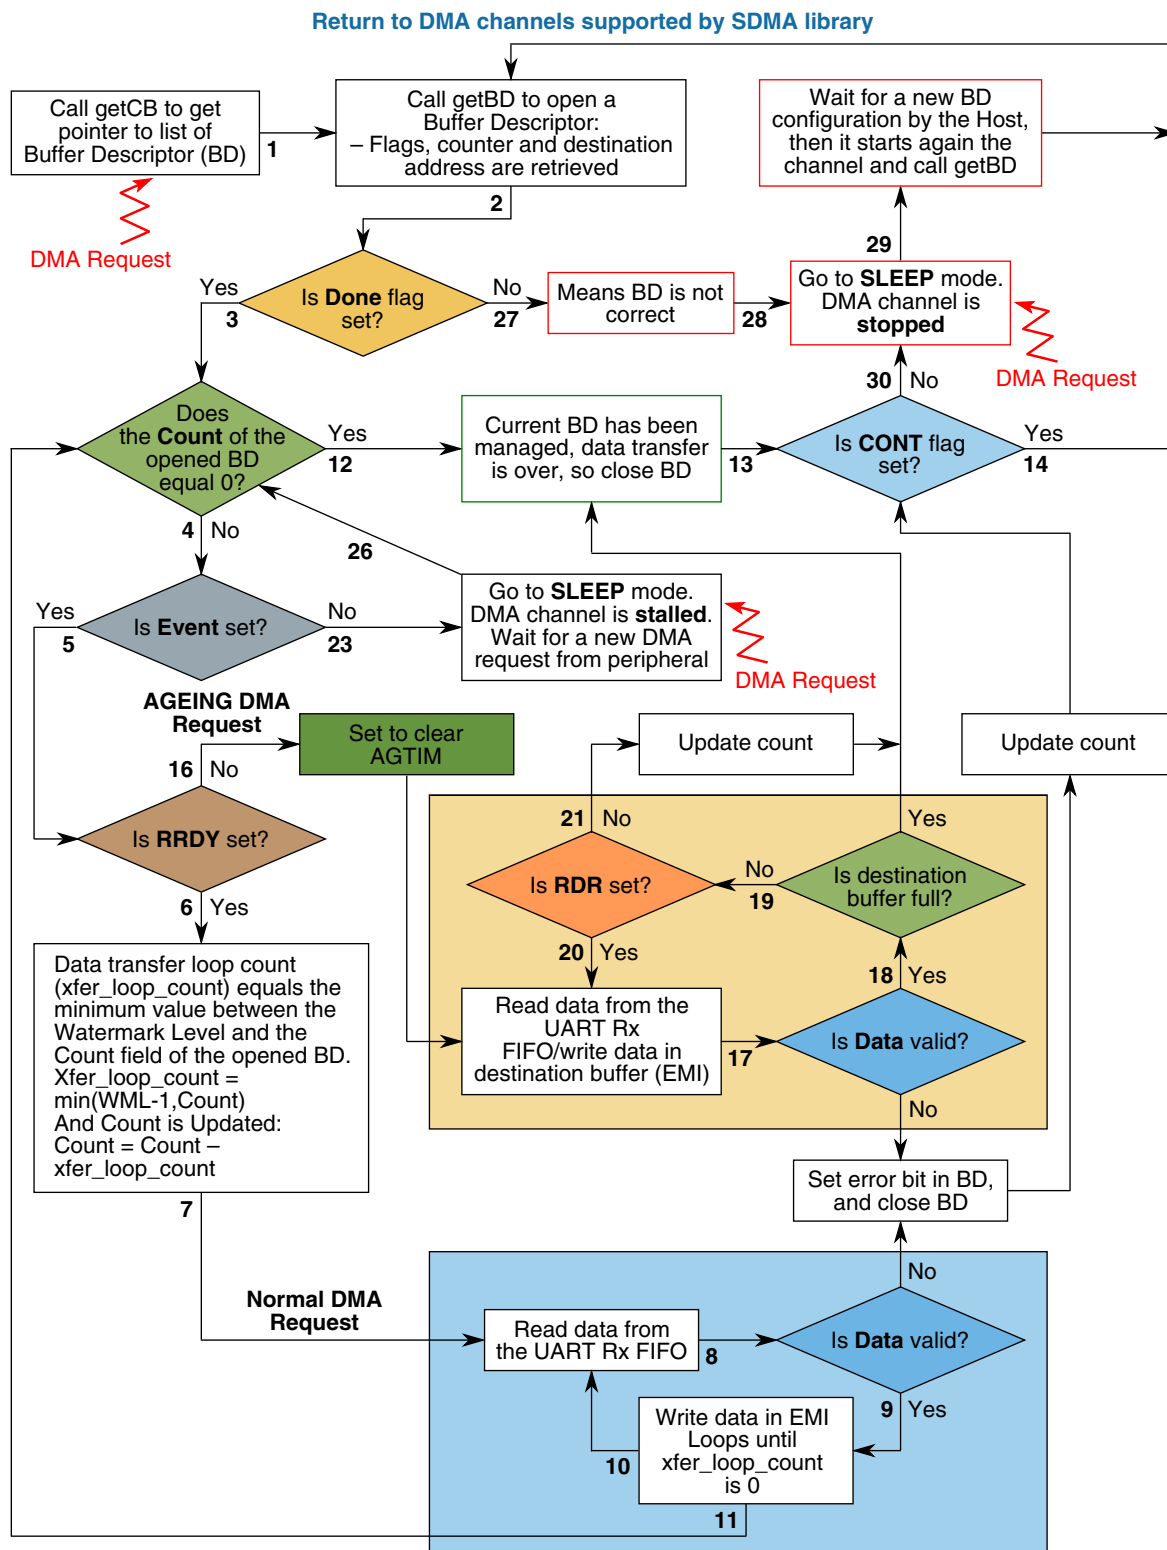 Return to DMA channels supported by SDMA library
Call getCB to get
pointer to list of
Buffer Descriptor (BD)
1
DMA Request
Call getBD to open a
Buffer Descriptor:
– Flags, counter and destination
address are retrieved
2
Wait for a new BD
configuration by the Host,
then it starts again the
channel and call getBD
29
Is Done flag
set?
Yes
3
No
27
Means BD is not
correct
28
Go to SLEEP mode.
DMA channel is
stopped
DMA Request
30 No
Does
the Count of the
opened BD
equal 0?
Yes
12
Current BD has been
managed, data transfer
is over, so close BD
13
Is CONT flag
set?
Yes
14
4 No
26
Is Event set?
Yes
5
No
23
Go to SLEEP mode.
DMA channel is stalled.
Wait for a new DMA
request from peripheral
DMA Request
AGEING DMA
Request
16 No
Set to clear
AGTIM
Update count
Update count
Is RRDY set?
6 Yes
21 No
Is RDR set?
No
19
Is destination
buffer full?
Yes
20 Yes
18 Yes
Read data from the
UART Rx
FIFO/write data in
destination buffer (EMI)
17
Is Data valid?
No
Data transfer loop count
(xfer_loop_count) equals the
minimum value between the
Watermark Level and the
Count field of the opened BD.
Xfer_loop_count =
min(WML-1,Count)
And Count is Updated:
Count = Count –
xfer_loop_count
7
Set error bit in BD,
and close BD
No
Normal DMA
Request
Read data from
the UART Rx FIFO
8
Is Data valid?
9 Yes
Write data in EMI
Loops until
xfer_loop_count
is 0
10
11